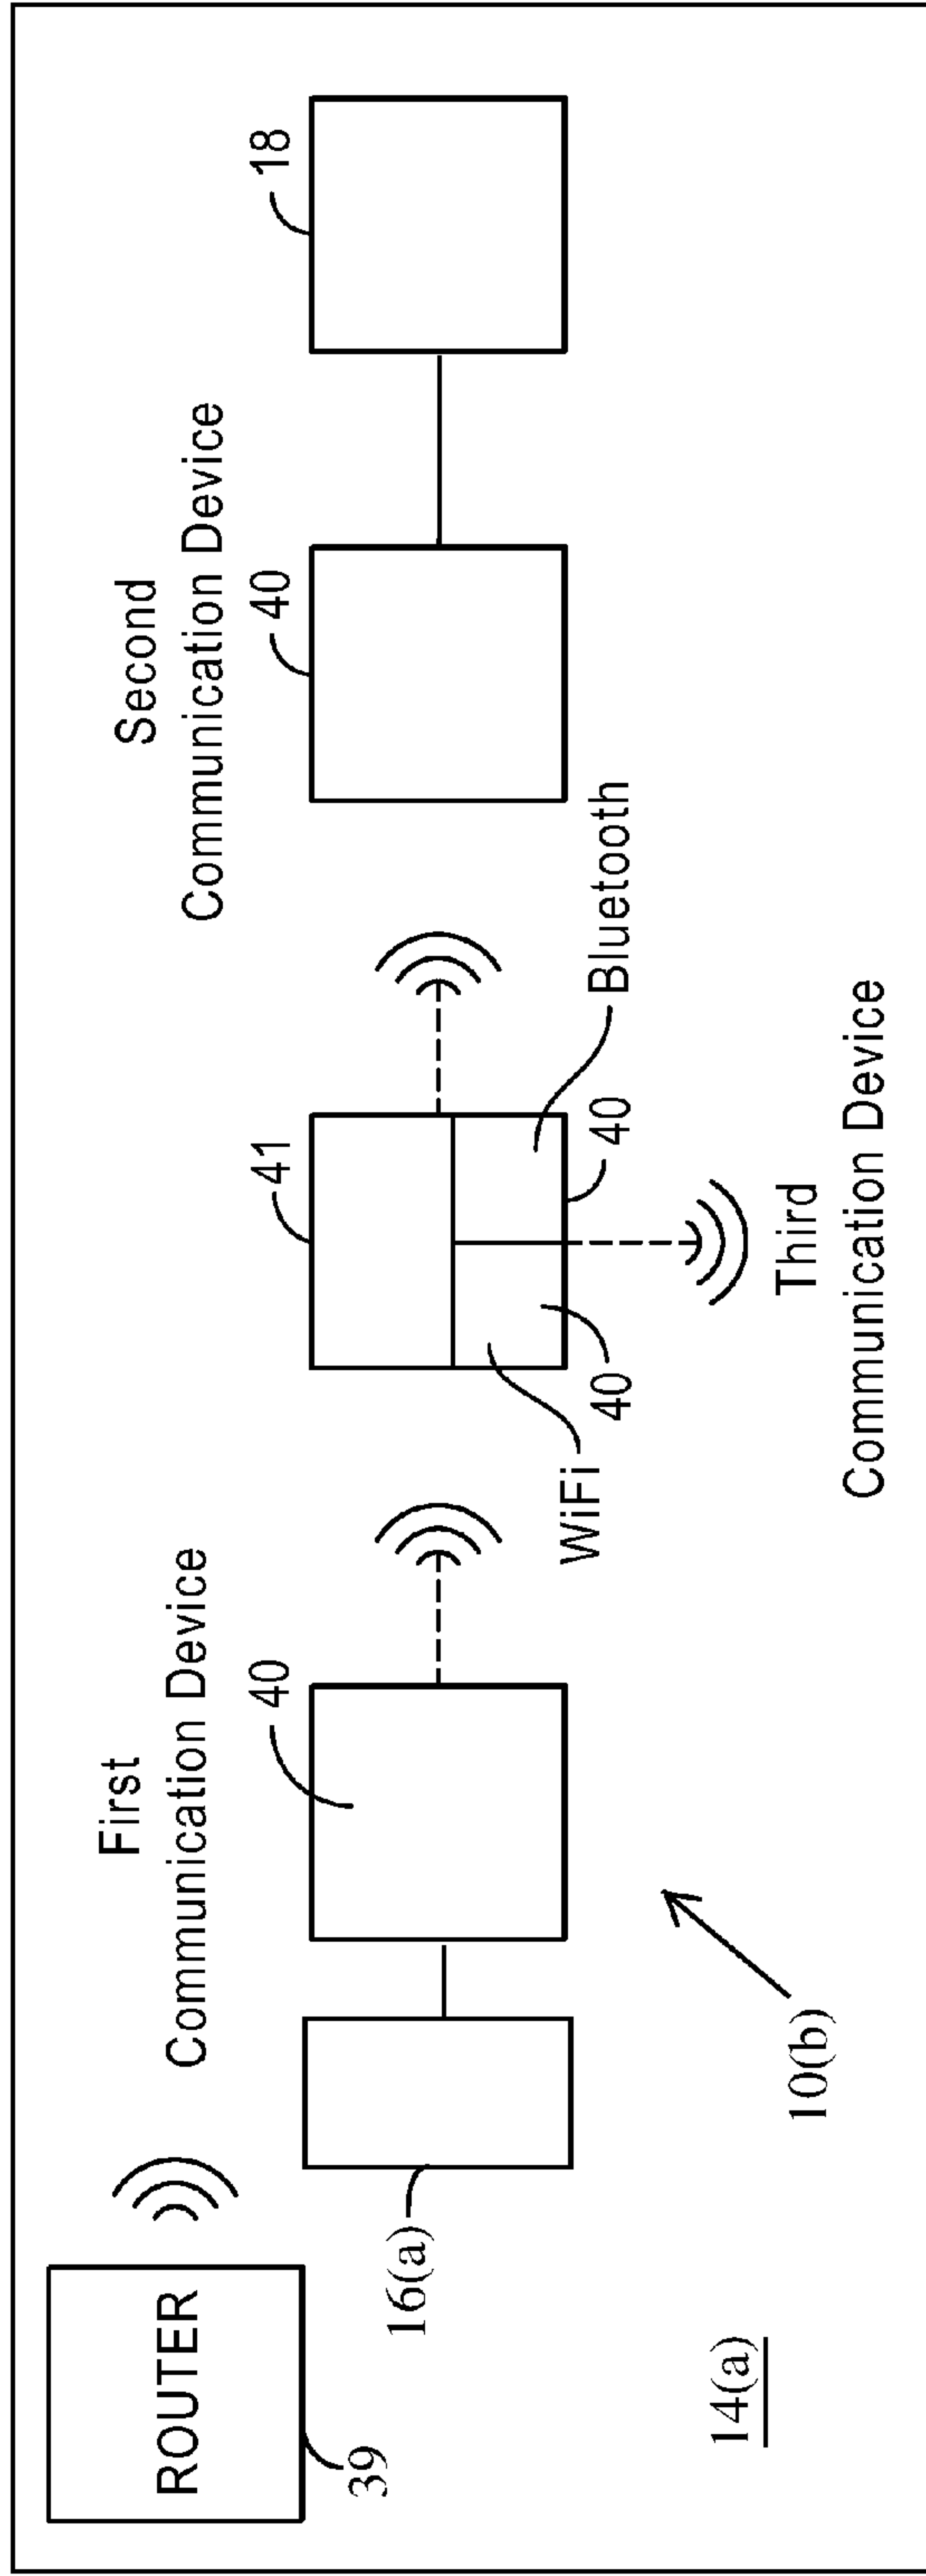 ROUTER
39
16(a)
14(a)
10(b)
First
Communication Device
40
WiFi
40
41
40
Bluetooth
Third
Communication Device
Second
Communication Device
40
18